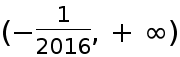 (−1/2016, + ∞)